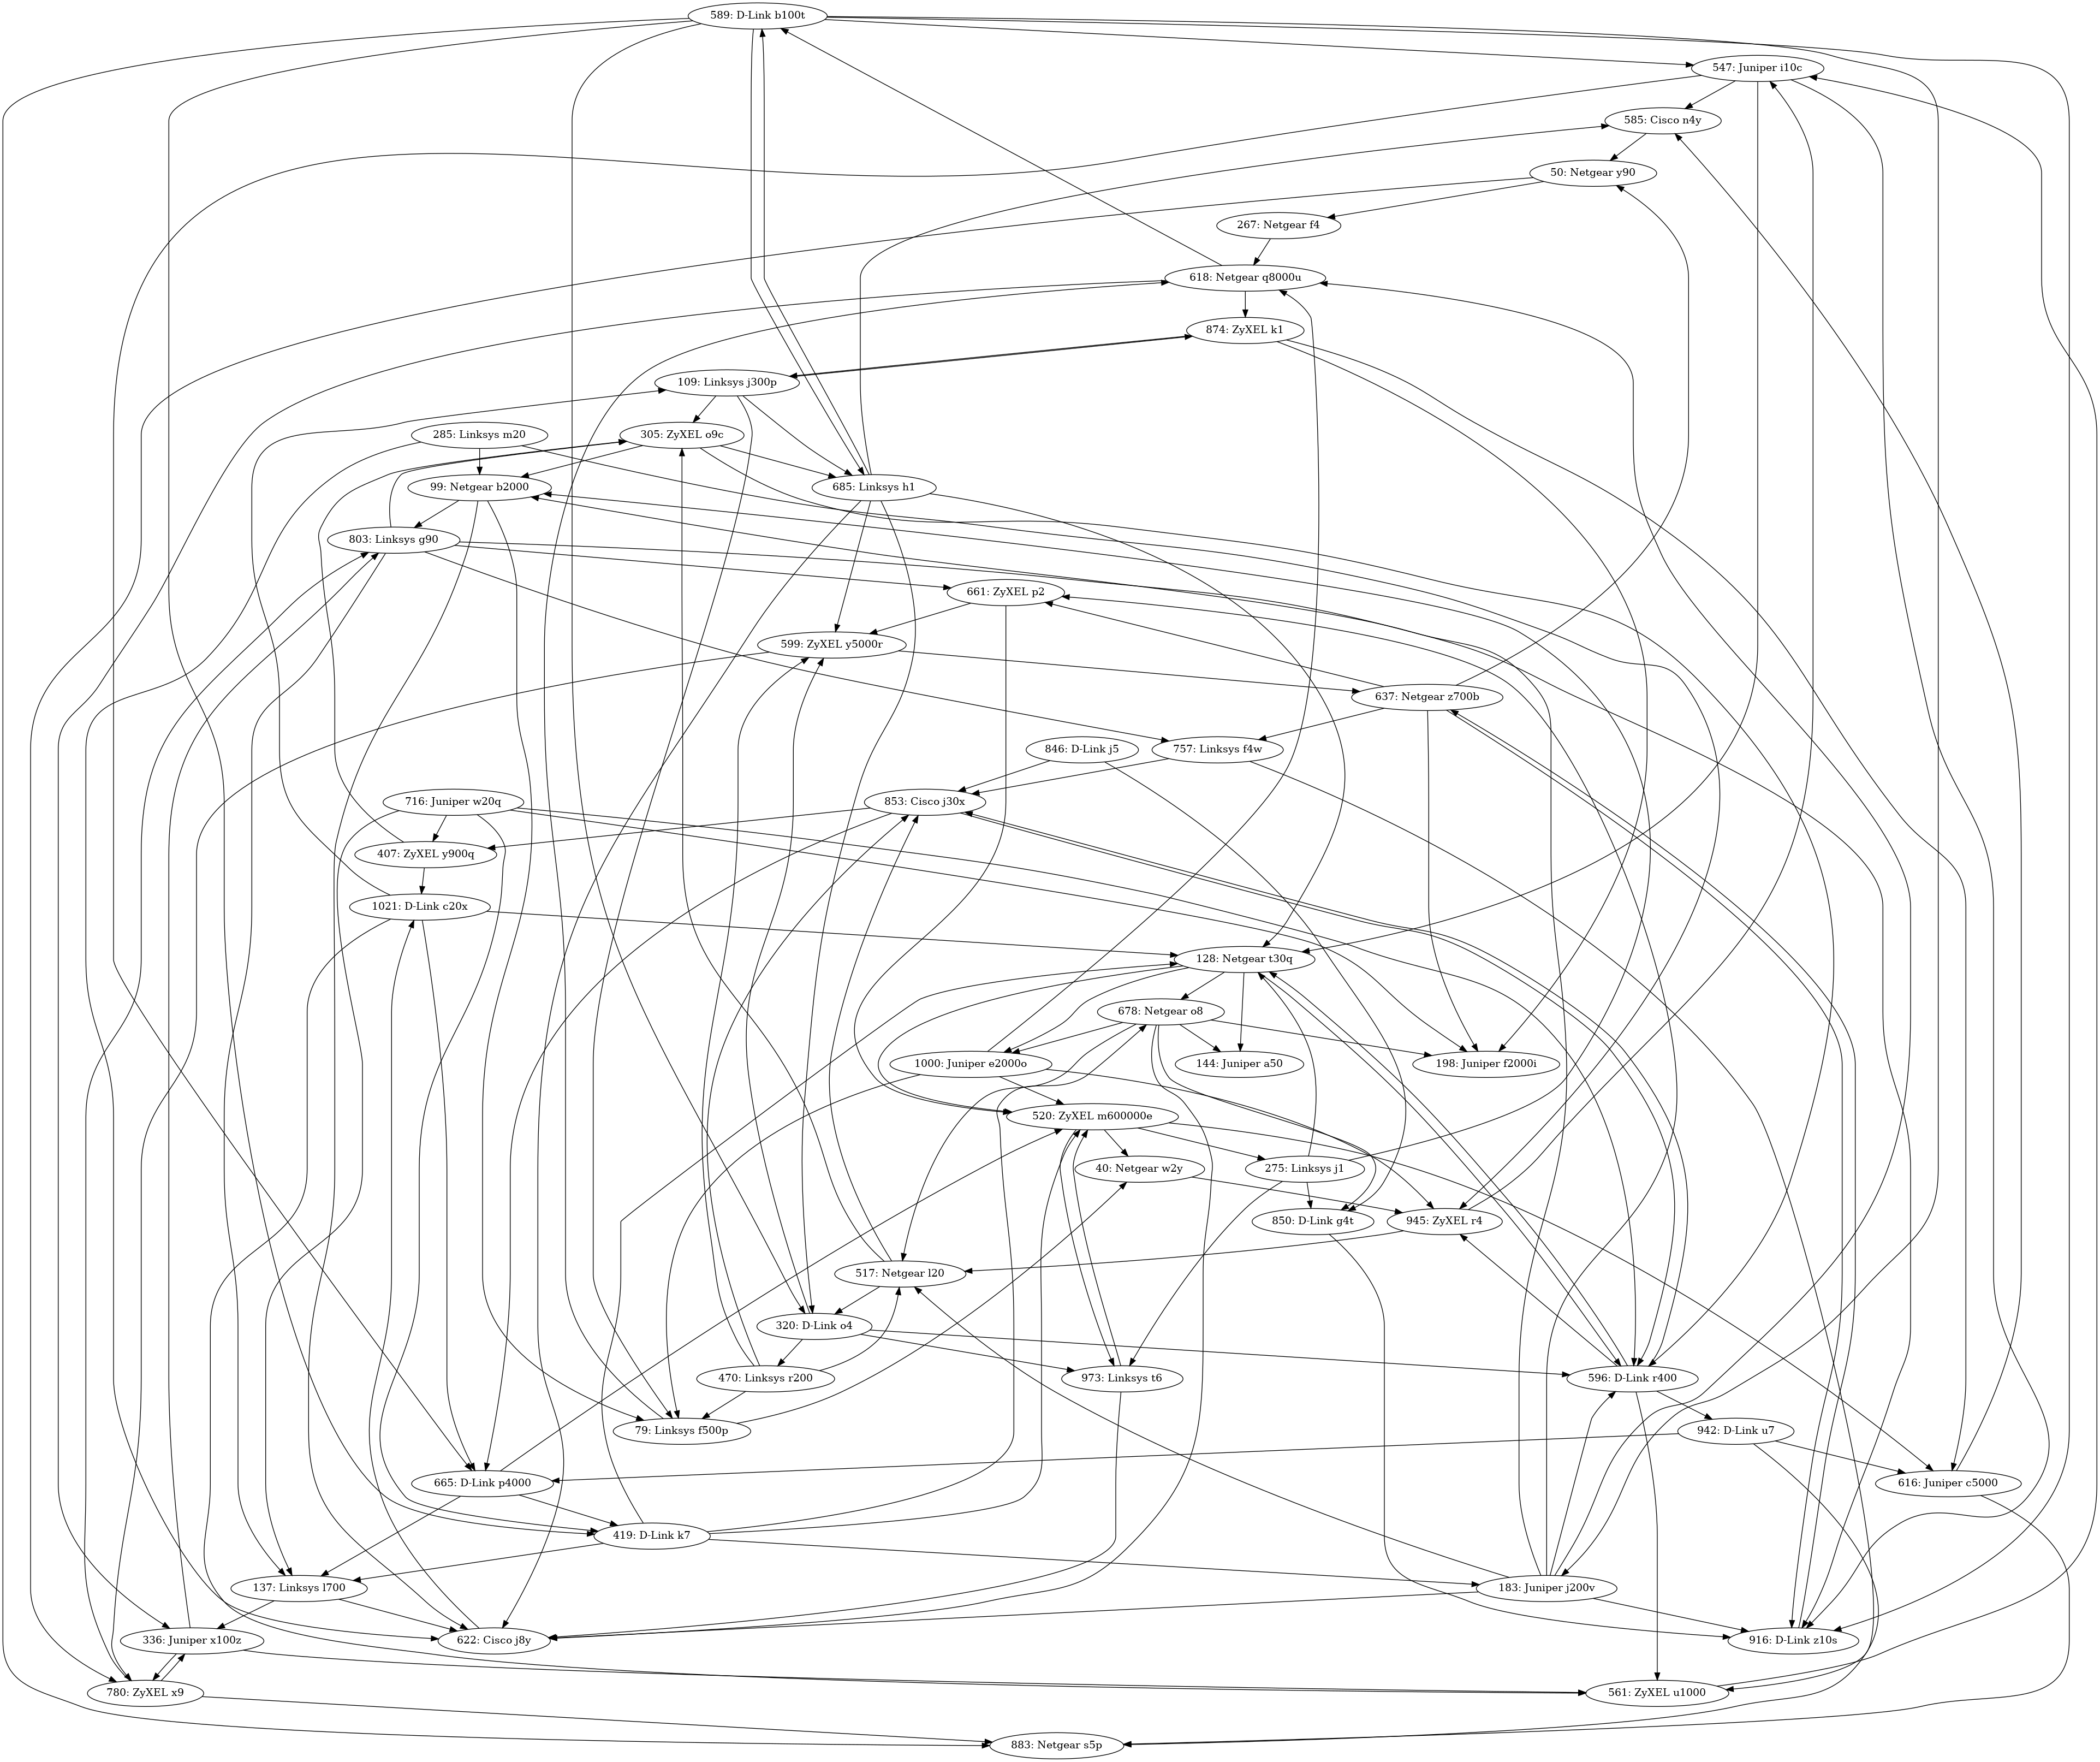 589: D-Link b100t
547: Juniper i10c
585: Cisco n4y
50: Netgear y90
267: Netgear f4
618: Netgear q8000u
874: ZyXEL k1
109: Linksys j300p
285: Linksys m20
305: ZyXEL o9c
99: Netgear b2000
685: Linksys h1
803: Linksys g90
661: ZyXEL p2
599: ZyXEL y5000r
637: Netgear z700b
846: D-Link j5
757: Linksys f4w
716: Juniper w20q
853: Cisco j30x
407: ZyXEL y900q
1021: D-Link c20x
128: Netgear t30q
678: Netgear o8
1000: Juniper e2000o
144: Juniper a50
198: Juniper f2000i
520: ZyXEL m600000e
40: Netgear w2y
275: Linksys j1
850: D-Link g4t
945: ZyXEL r4
517: Netgear l20
320: D-Link o4
470: Linksys r200
973: Linksys t6
596: D-Link r400
79: Linksys f500p
942: D-Link u7
665: D-Link p4000
616: Juniper c5000
419: D-Link k7
137: Linksys l700
183: Juniper j200v
336: Juniper x100z
622: Cisco j8y
916: D-Link z10s
780: ZyXEL x9
561: ZyXEL u1000
883: Netgear s5p